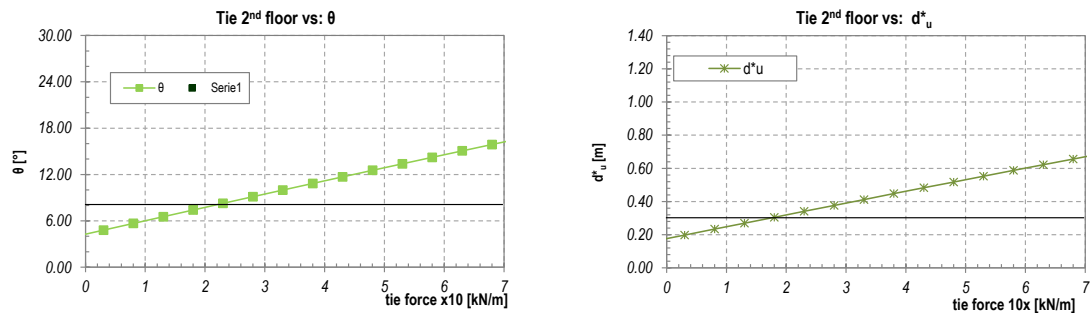 Tie 2nd floor vs: θ
30.00
24.00
18.00
12.00
6.00
0.00
θ [°]
θ
Serie1
0 1 2 3 4 5 6 7
tie force x10 [kN/m]
Tie 2nd floor vs: d*u
1.40
1.20
1.00
0.80
0.60
0.40
0.20
0.00
d*u [m]
d*u
0 1 2 3 4 5 6 7
tie force 10x [kN/m]